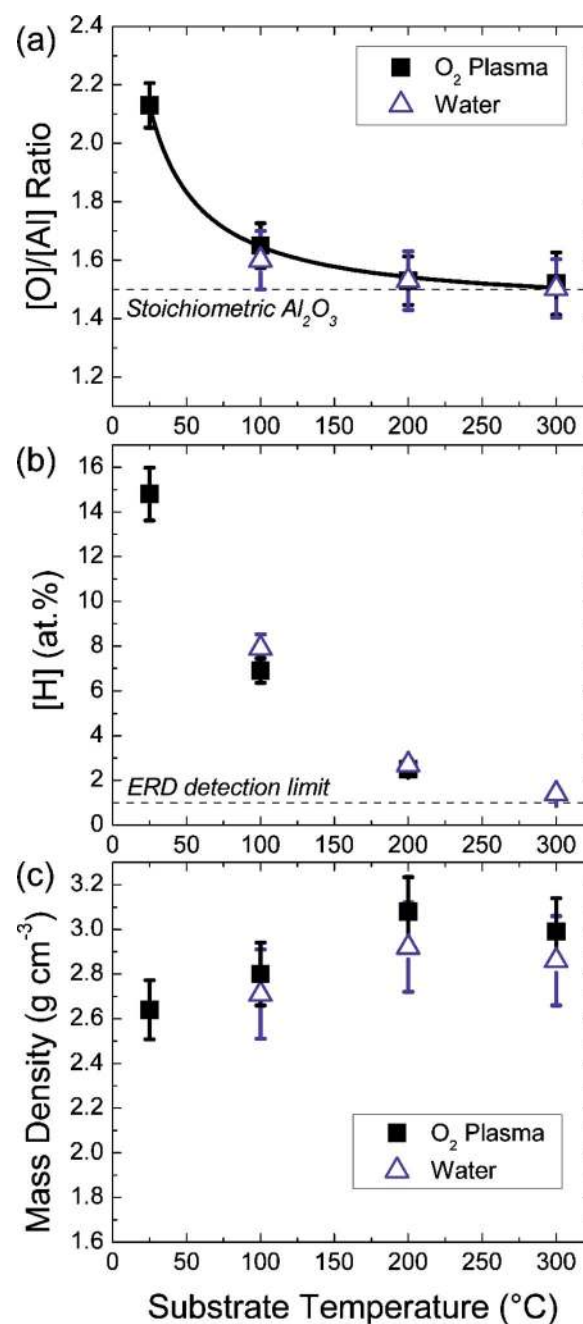 (a)
2.4
2.2
2.0
1.8
1.6
1.4
1.2
[O]/[Al] Ratio
O₂ Plasma
Water
Stoichiometric Al₂O₃
0 50 100 150 200 250 300
(b)
16
14
12
10
8
6
4
2
0
[H] (at.%)
ERD detection limit
0 50 100 150 200 250 300
(c)
3.2
3.0
2.8
2.6
2.4
2.2
2.0
1.8
1.6
Mass Density (g cm⁻³)
O₂ Plasma
Water
0 50 100 150 200 250 300
Substrate Temperature (°C)